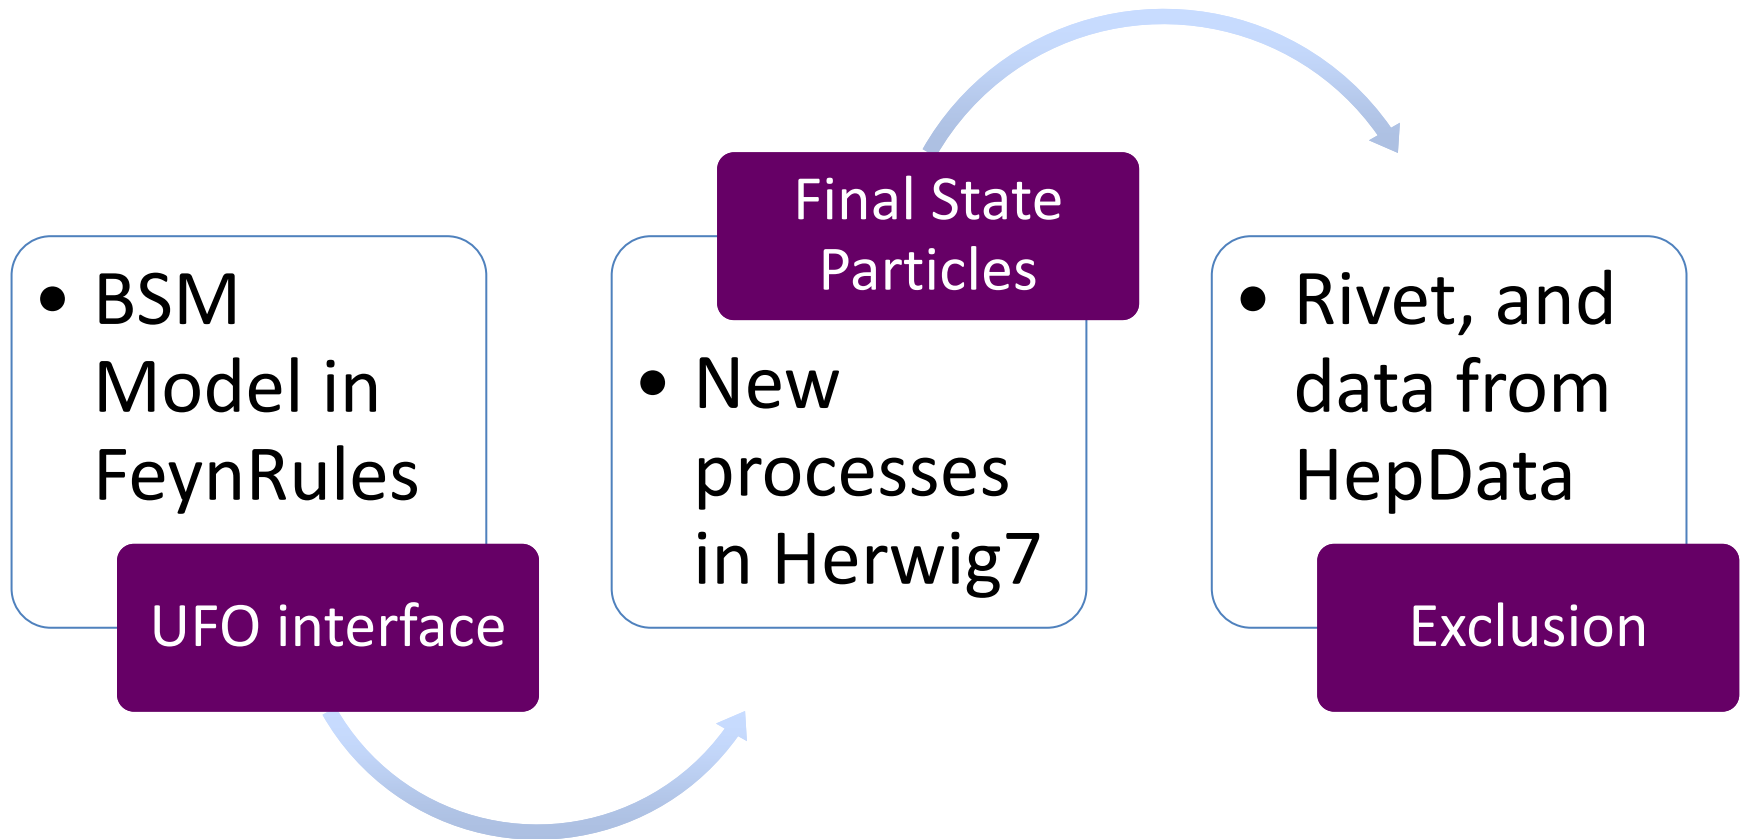 • BSM
Model in
FeynRules
UFO interface
Final State
Particles
• New
processes
in Herwig7
• Rivet, and
data from
HepData
Exclusion